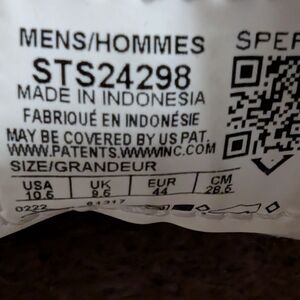 MENS/HOMMES SPER
STS24298
MADE IN INDONESIA
FABRIQUÉ EN INDONÉSIE
MAY BE COVERED BY US PAT.
WWW.PATENTS.WWWINC.COM
SIZE/GRANDEUR
USA UK EUR CM
10.5 9.5 44 28.5
0222